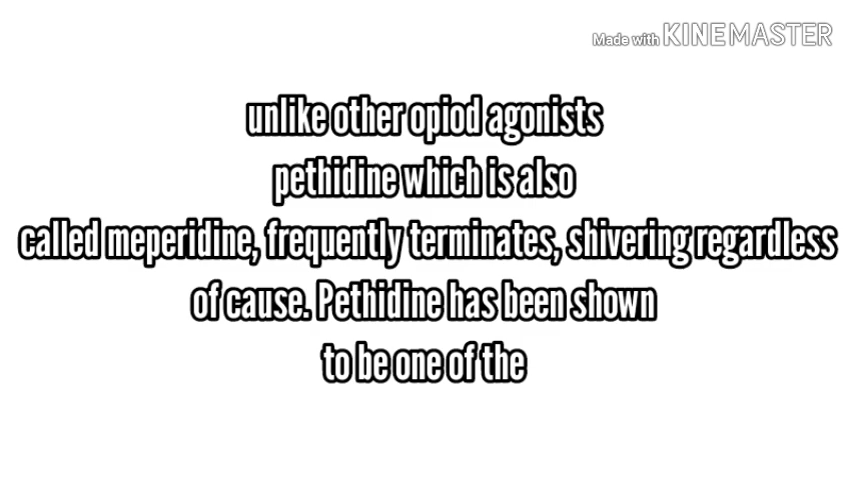 Made with KINEMASTER
unlike other opiod agonists
pethidine which is also
called meperidine, frequently terminates, shivering regardless
of cause. Pethidine has been shown
to be one of the